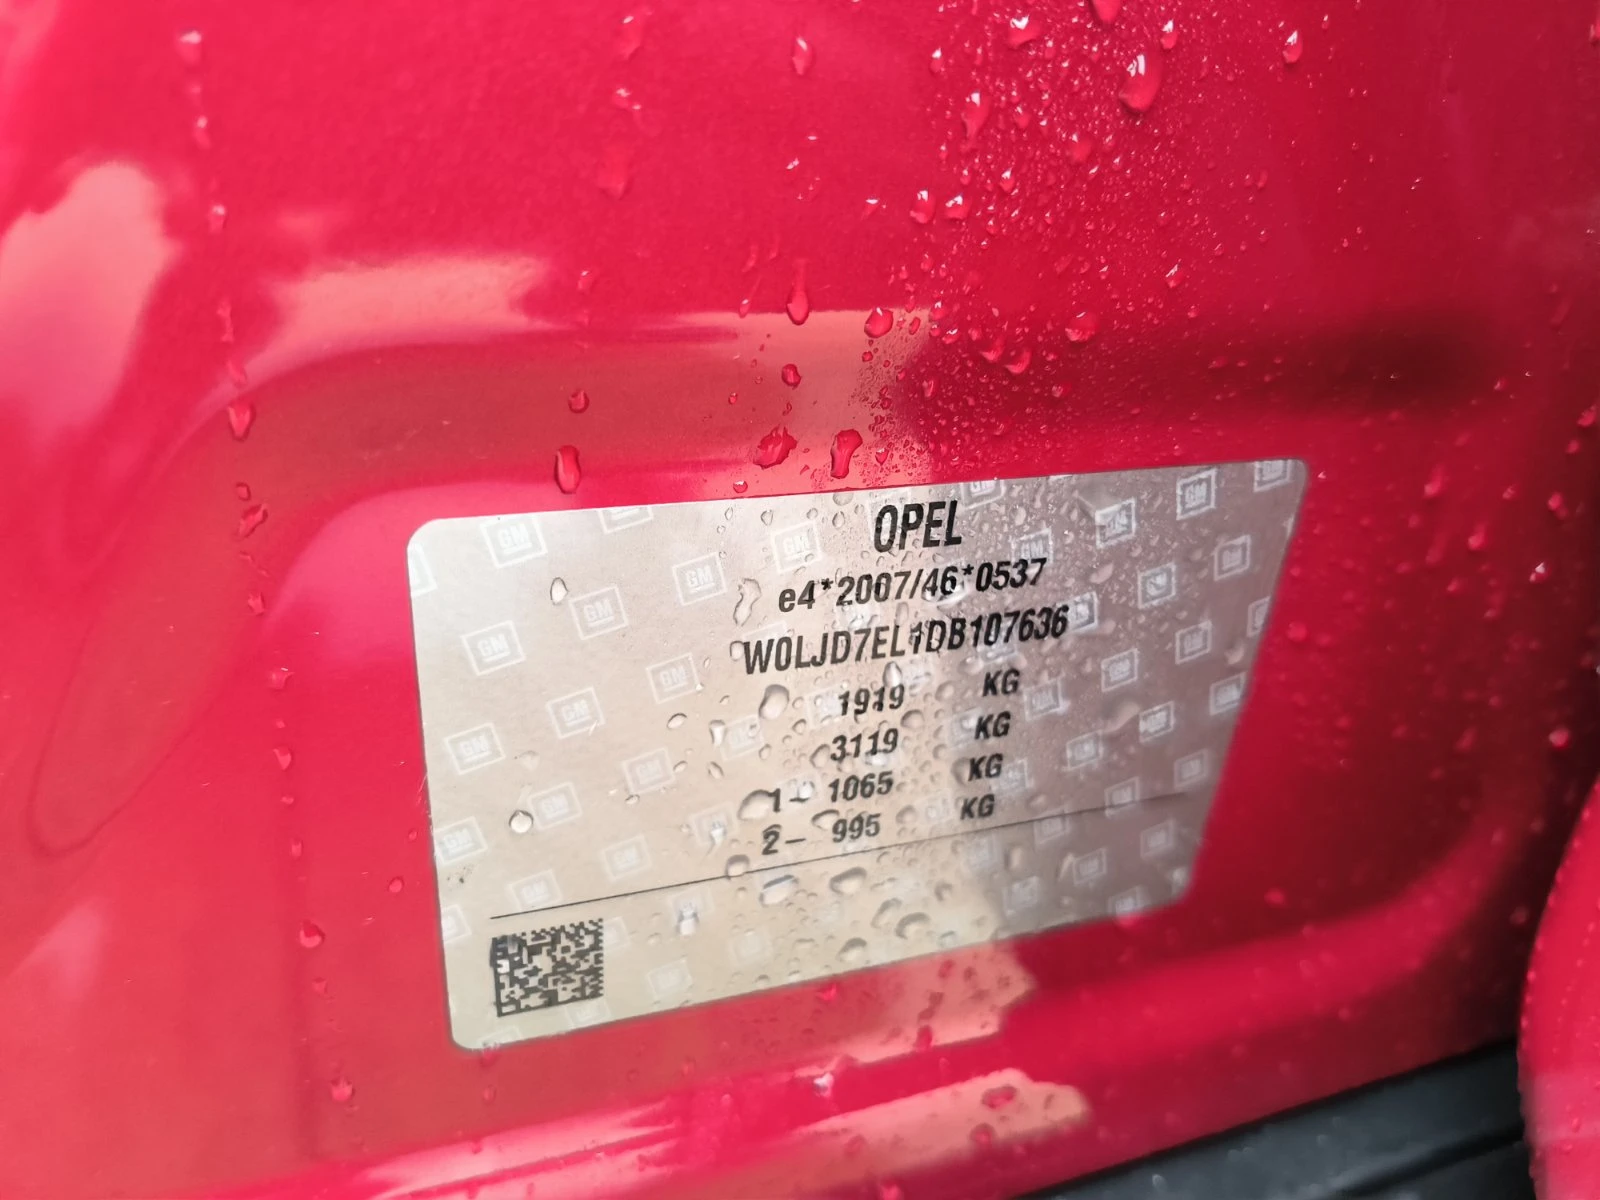 OPEL
e4*2007/46*0537
W0LJD7EL1DB107636
1919 KG
3119 KG
1- 1065 KG
2- 995 KG